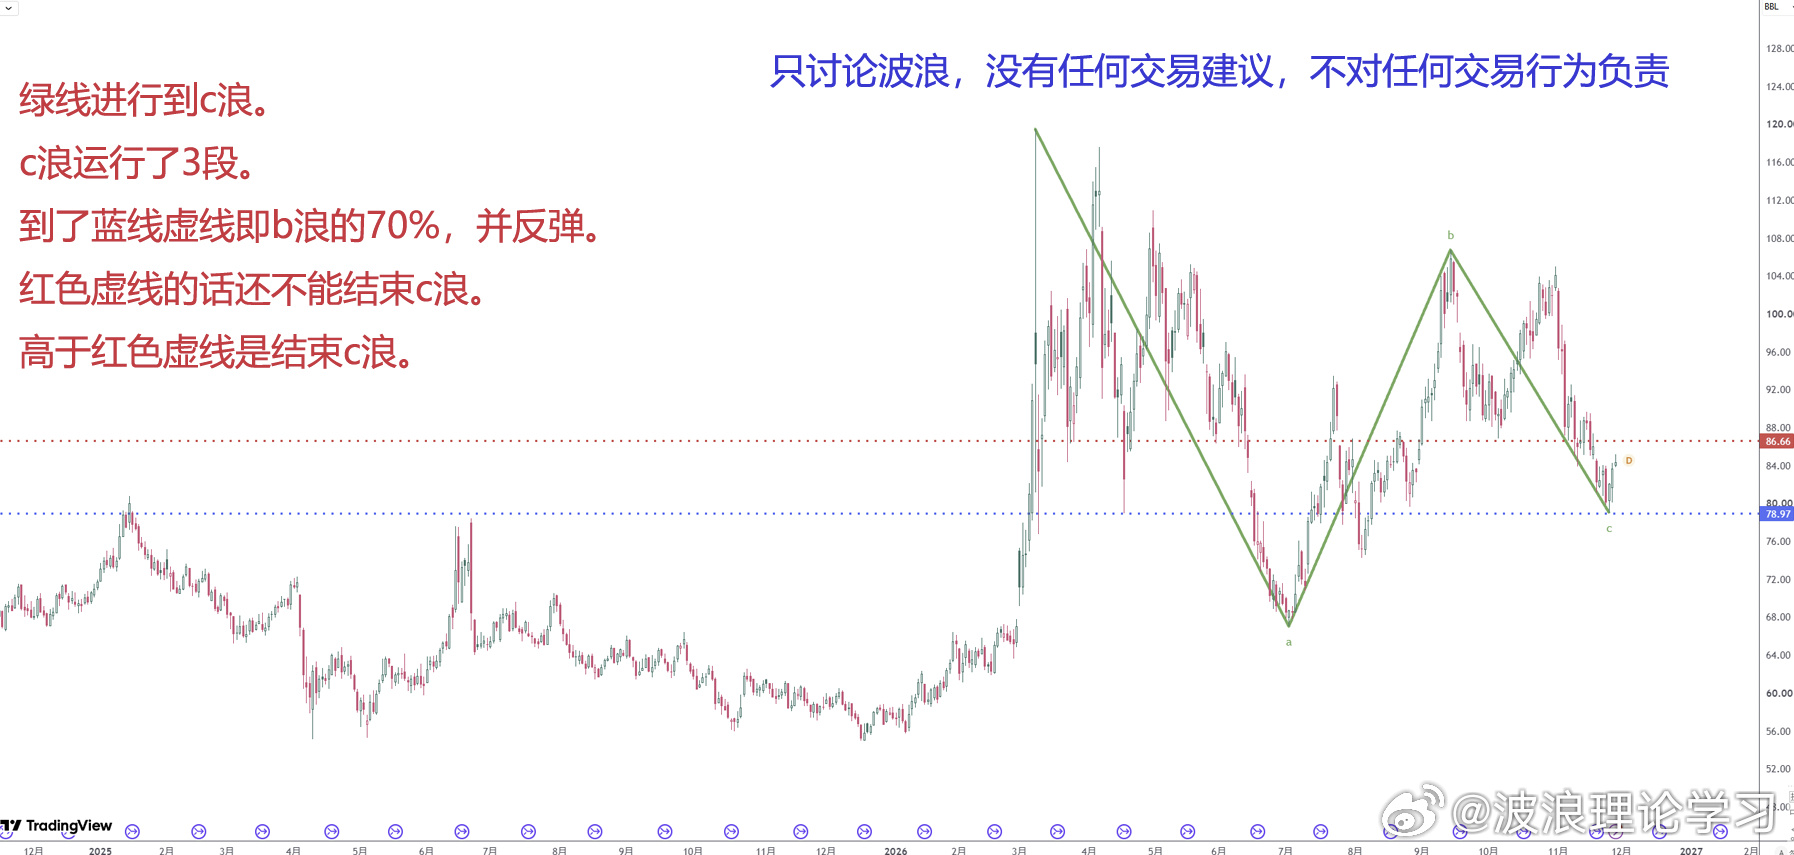 BBL
128.00
只讨论波浪，没有任何交易建议，不对任何交易行为负责
绿线进行到c浪。
c浪运行了3段。
到了蓝线虚线即b浪的70%，并反弹。
红色虚线的话还不能结束c浪。
高于红色虚线是结束c浪。
124.00
120.00
116.00
112.00
108.00
104.00
100.00
96.00
92.00
88.00
86.66
84.00
80.00
78.97
76.00
72.00
68.00
64.00
60.00
56.00
52.00
b
D
c
a
@波浪理论学习
TradingView
12月 2025 2月 3月 4月 5月 6月 7月 8月 9月 10月 11月 12月 2026 2月 3月 4月 5月 6月 7月 8月 9月 10月 11月 12月 2027 2月